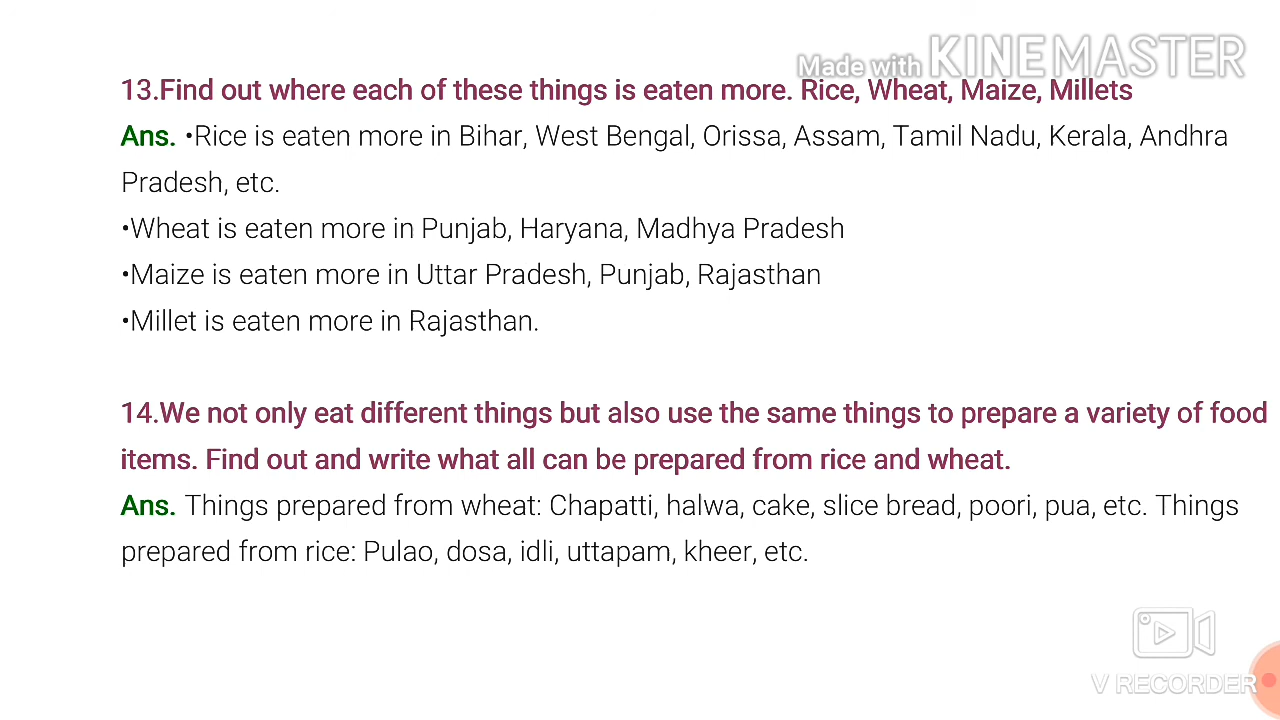 Made with KINEMASTER
13.Find out where each of these things is eaten more. Rice, Wheat, Maize, Millets
Ans. •Rice is eaten more in Bihar, West Bengal, Orissa, Assam, Tamil Nadu, Kerala, Andhra
Pradesh, etc.
•Wheat is eaten more in Punjab, Haryana, Madhya Pradesh
•Maize is eaten more in Uttar Pradesh, Punjab, Rajasthan
•Millet is eaten more in Rajasthan.
14.We not only eat different things but also use the same things to prepare a variety of food
items. Find out and write what all can be prepared from rice and wheat.
Ans. Things prepared from wheat: Chapatti, halwa, cake, slice bread, poori, pua, etc. Things
prepared from rice: Pulao, dosa, idli, uttapam, kheer, etc.
V RECORDER